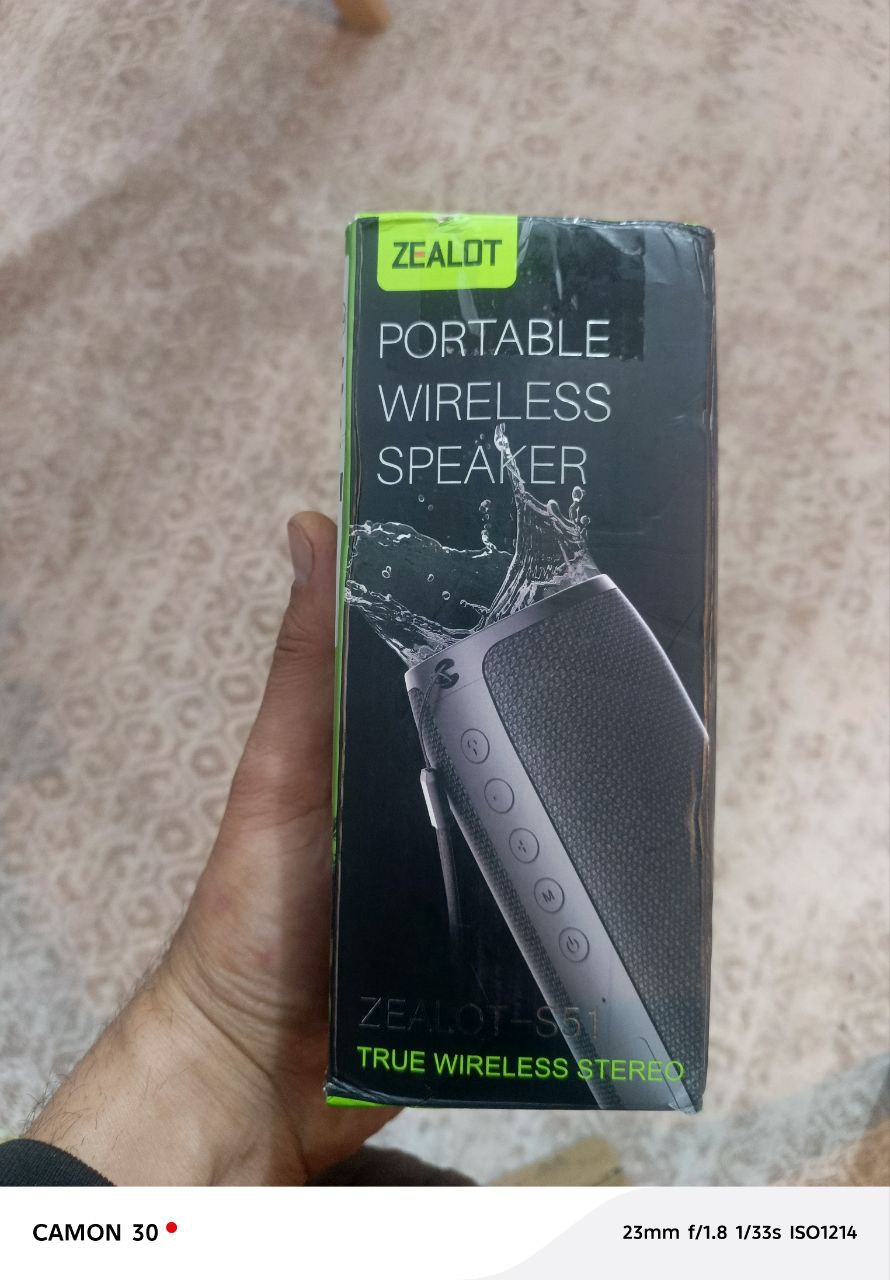 ZEALOT
PORTABLE
WIRELESS
SPEAKER
M
ZEALOT-S51
TRUE WIRELESS STEREO
CAMON 30
23mm f/1.8 1/33s ISO1214